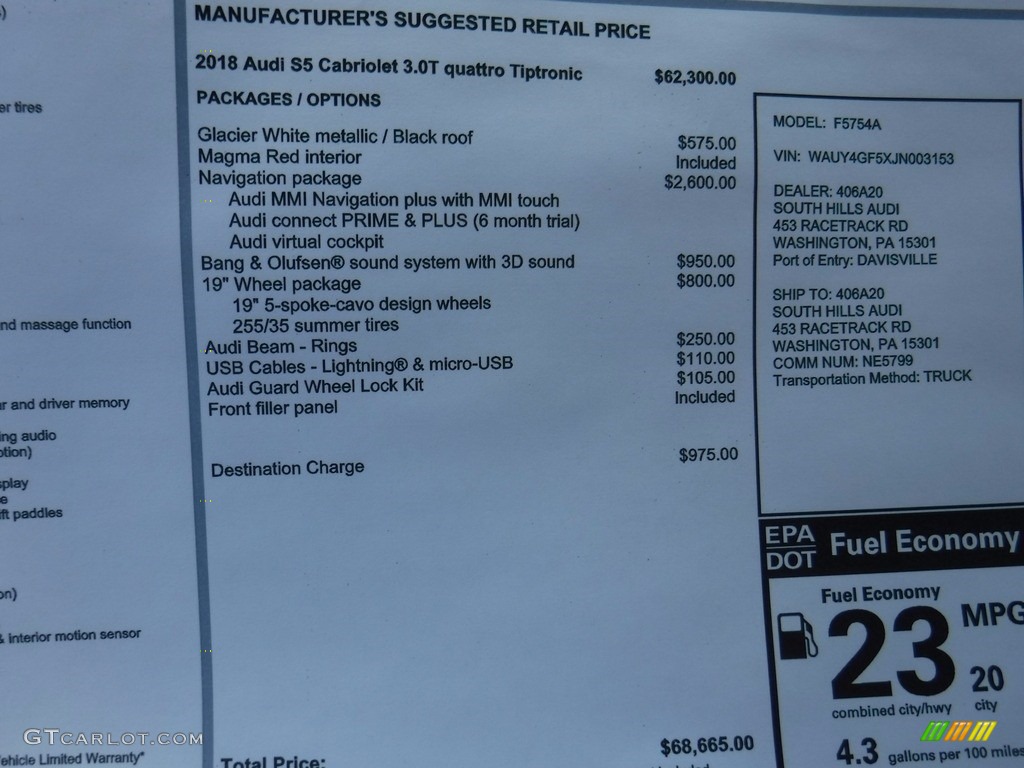 )
er tires
nd massage function
r and driver memory
ing audio
otion)
splay
e
ft paddles
on)
& interior motion sensor
ehicle Limited Warranty*
MANUFACTURER'S SUGGESTED RETAIL PRICE
2018 Audi S5 Cabriolet 3.0T quattro Tiptronic $62,300.00
PACKAGES / OPTIONS
Glacier White metallic / Black roof $575.00
Magma Red interior Included
Navigation package $2,600.00
Audi MMI Navigation plus with MMI touch
Audi connect PRIME & PLUS (6 month trial)
Audi virtual cockpit
Bang & Olufsen® sound system with 3D sound $950.00
19" Wheel package $800.00
19" 5-spoke-cavo design wheels
255/35 summer tires
Audi Beam - Rings $250.00
USB Cables - Lightning® & micro-USB $110.00
Audi Guard Wheel Lock Kit $105.00
Front filler panel Included
Destination Charge $975.00
Total Price: $68,665.00
MODEL: F5754A
VIN: WAUY4GF5XJN003153
DEALER: 406A20
SOUTH HILLS AUDI
453 RACETRACK RD
WASHINGTON, PA 15301
Port of Entry: DAVISVILLE
SHIP TO: 406A20
SOUTH HILLS AUDI
453 RACETRACK RD
WASHINGTON, PA 15301
COMM NUM: NE5799
Transportation Method: TRUCK
EPA
DOT Fuel Economy
Fuel Economy
23 MPG
20
combined city/hwy city
4.3 gallons per 100 miles
GTCARLOT.COM